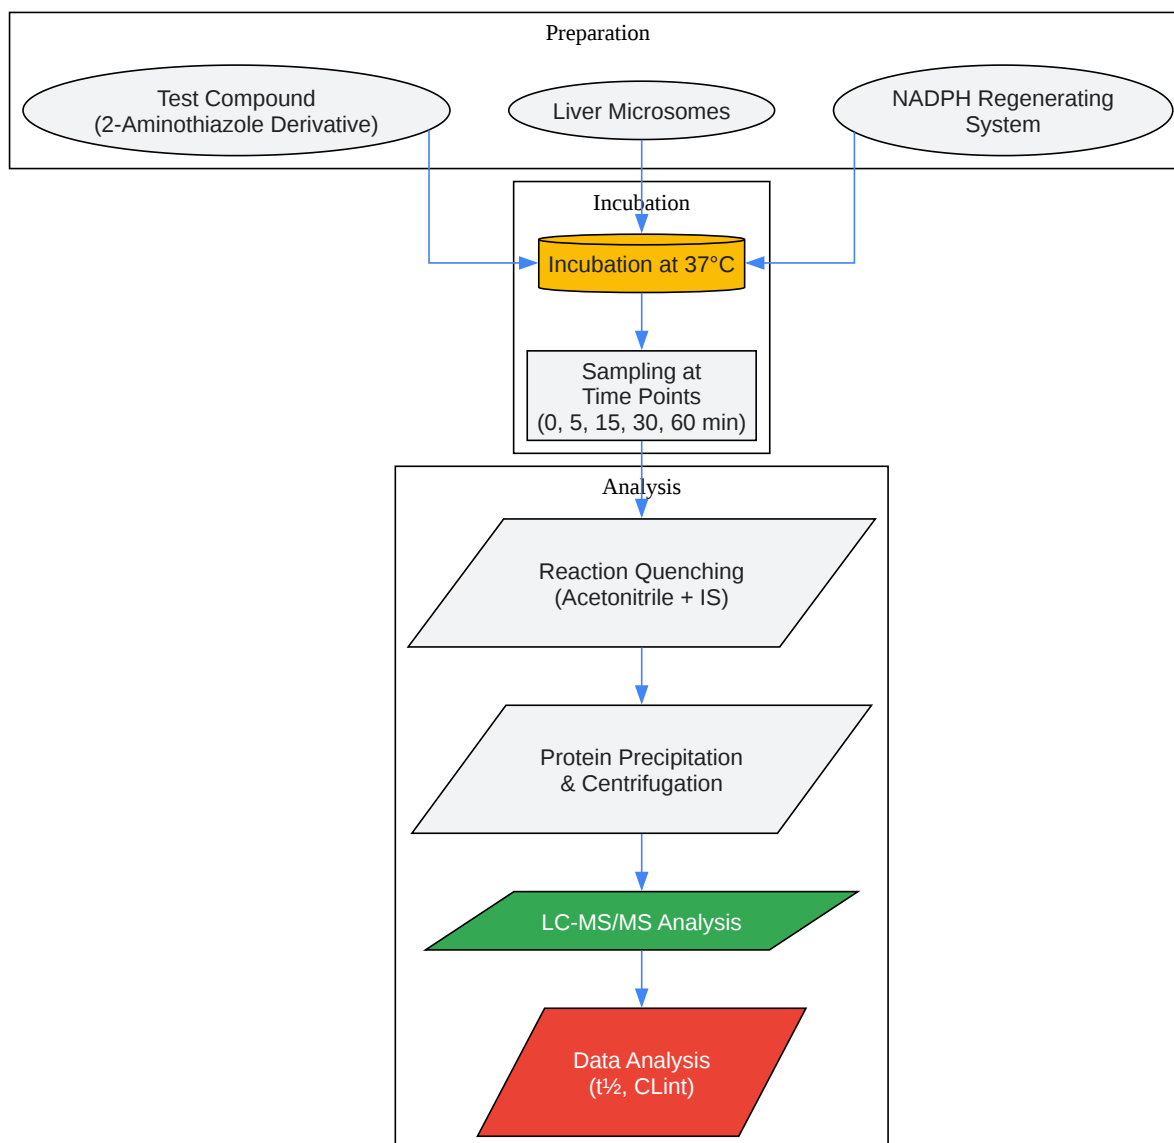 Preparation
Test Compound
(2-Aminothiazole Derivative)
Liver Microsomes
NADPH Regenerating
System
Incubation
Incubation at 37°C
Sampling at
Time Points
(0, 5, 15, 30, 60 min)
Analysis
Reaction Quenching
(Acetonitrile + IS)
Protein Precipitation
& Centrifugation
LC-MS/MS Analysis
Data Analysis
(t½, CLint)